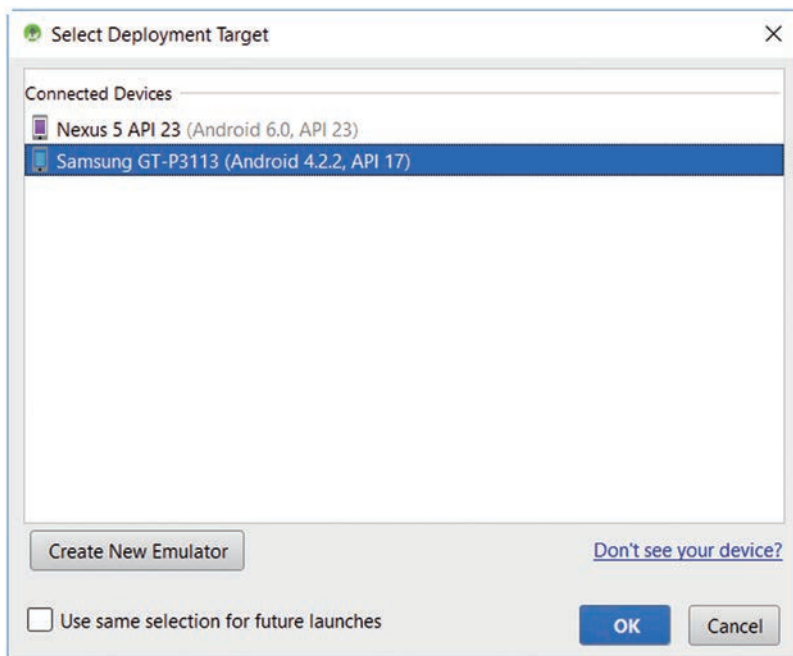 Select Deployment Target
Connected Devices
Nexus 5 API 23 (Android 6.0, API 23)
Samsung GT-P3113 (Android 4.2.2, API 17)
Create New Emulator
Don't see your device?
Use same selection for future launches
OK
Cancel